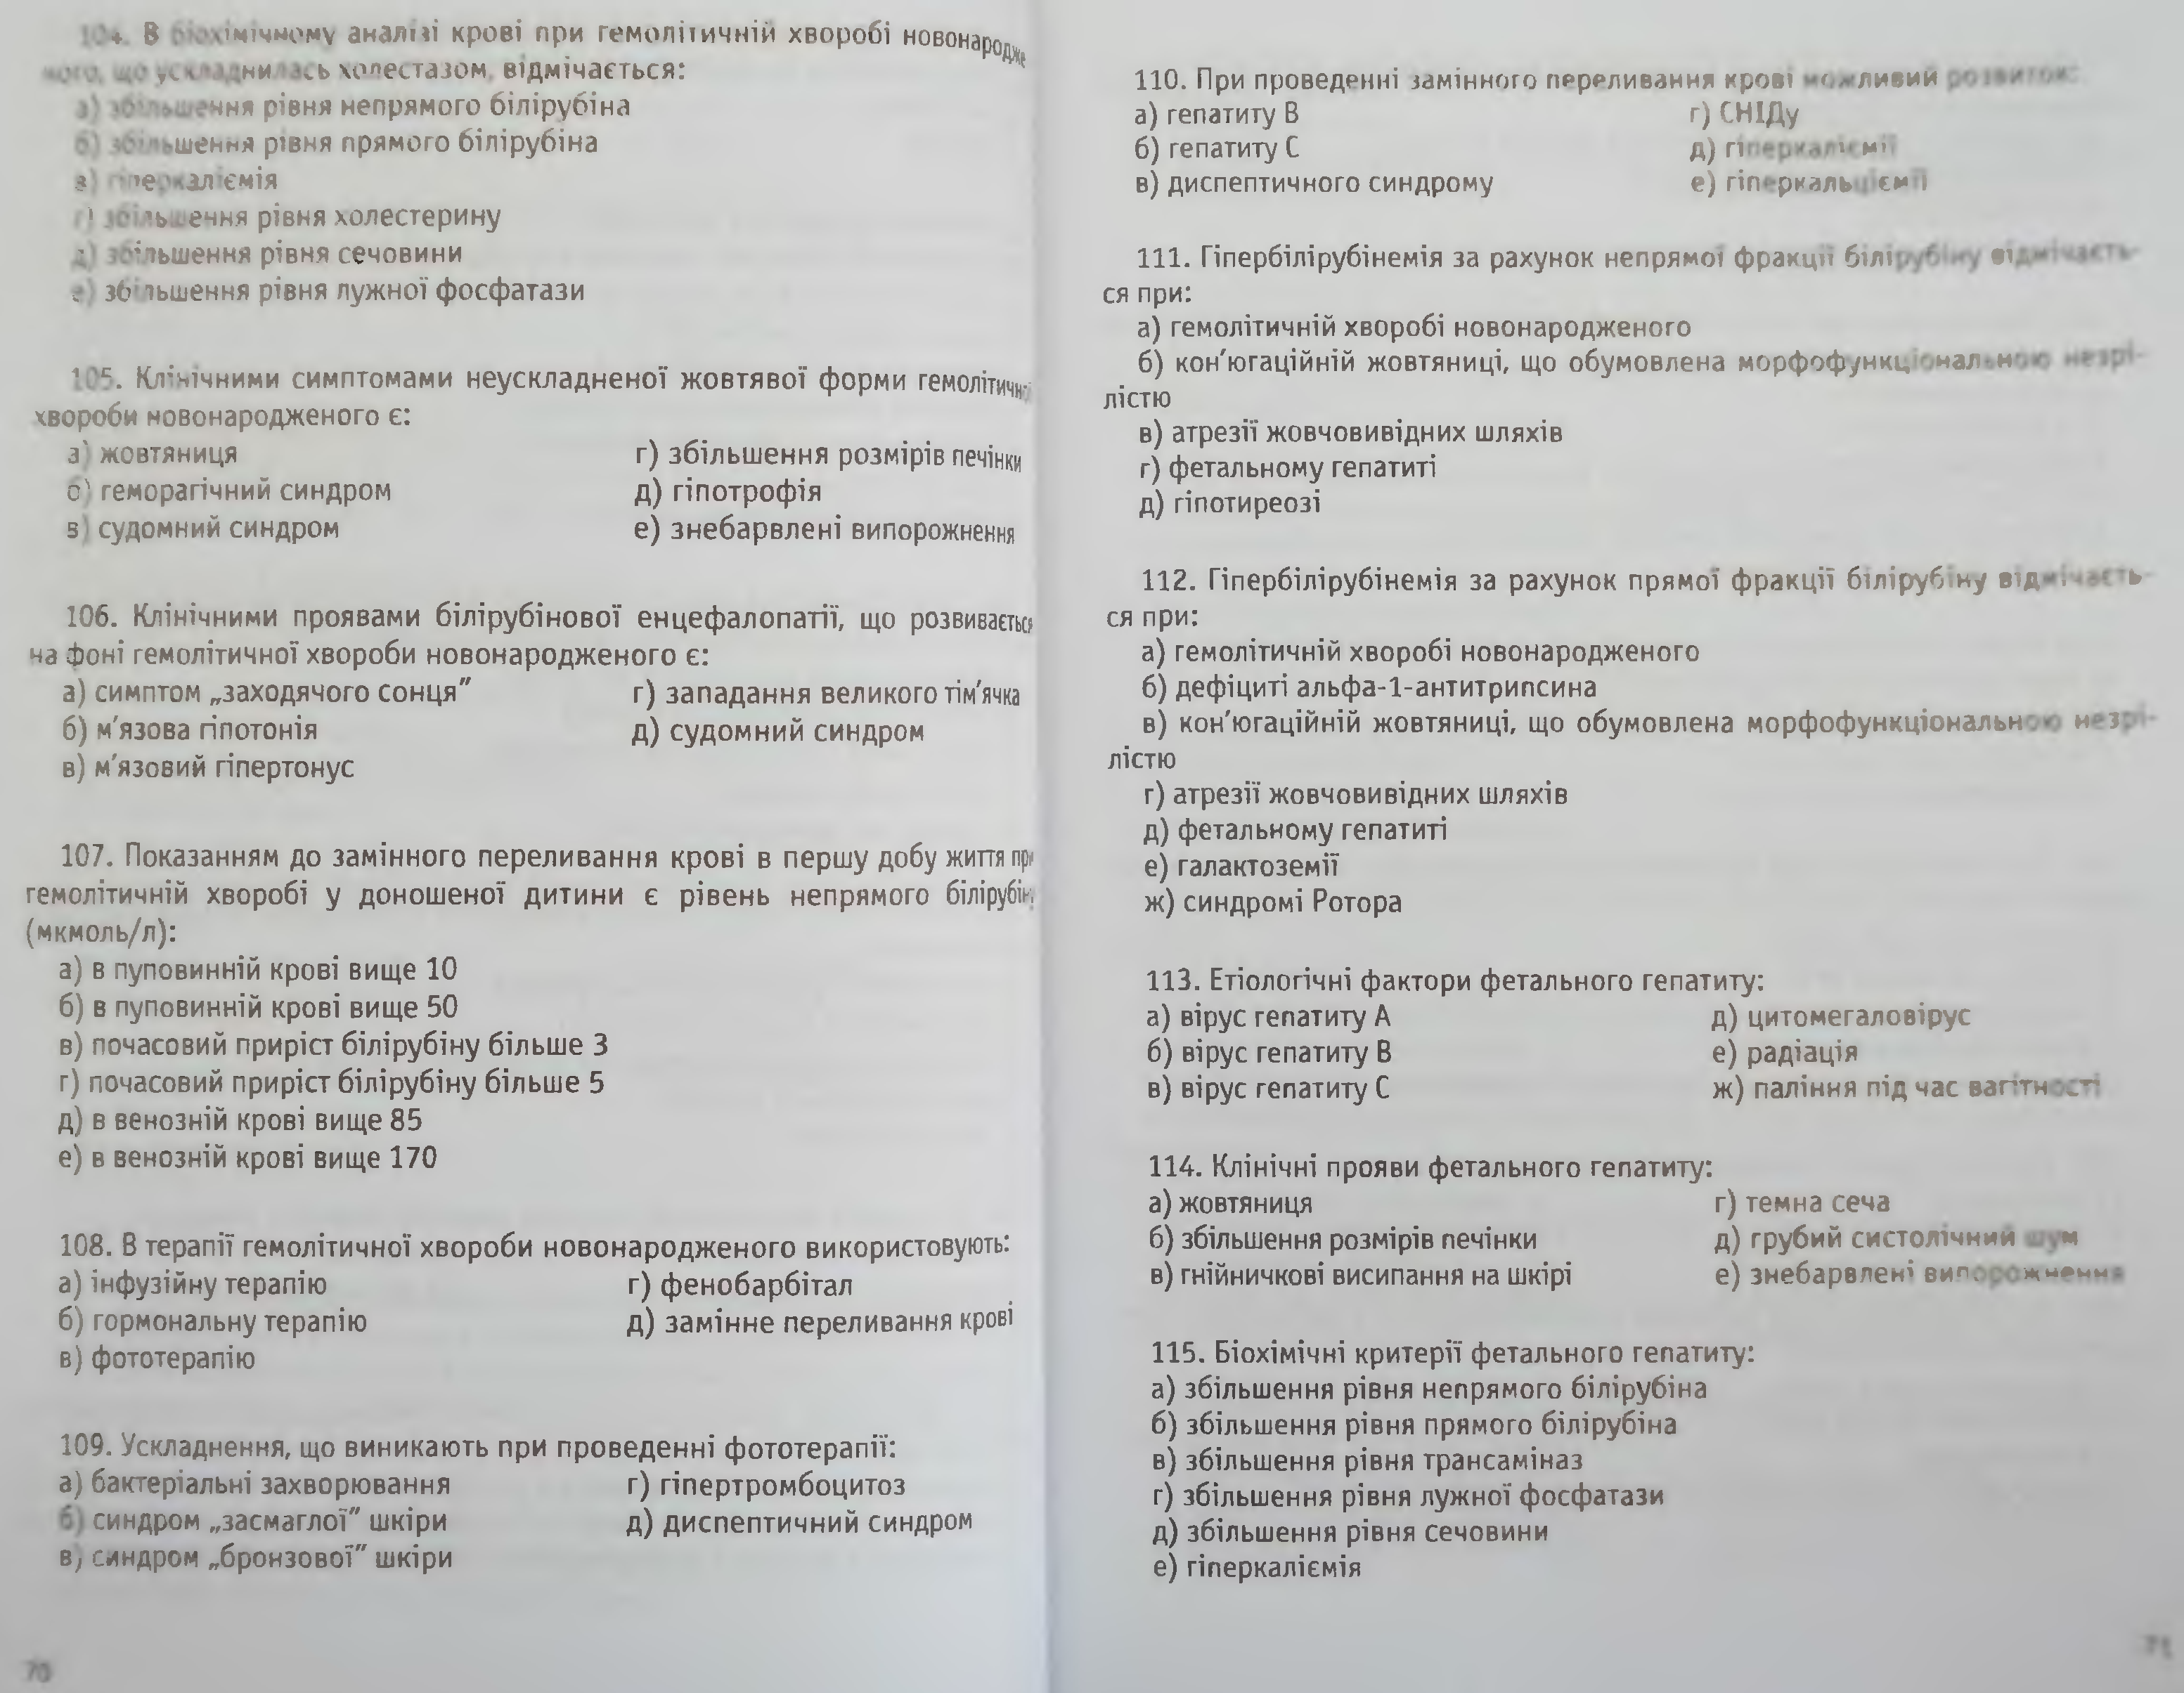 104. В біохімічному аналізі крові при гемолітичній хворобі новонародже
ного, що ускладнилась холестазом, відмічається:
а) збільшення рівня непрямого білірубіна
б) збільшення рівня прямого білірубіна
в) гіперкаліємія
г) збільшення рівня холестерину
д) збільшення рівня сечовини
е) збільшення рівня лужної фосфатази
105. Клінічними симптомами неускладненої жовтявої форми
хвороби новонародженого є:
а) жовтяниця
б) геморагічний синдром
в) судомний синдром
г) збільшення розмірів печінки
д) гіпотрофія
е) знебарвлені випорожнення
106. Клінічними проявами білірубінової енцефалопатії, що розвивається
на фоні гемолітичної хвороби новонародженого є:
а) симптом „заходячого сонця"
б) м'язова гіпотонія
в) м'язовий гіпертонус
г) западання великого тім'ячка
д) судомний синдром
107. Показанням до замінного переливання крові в першу добу життя при
гемолітичній хворобі у доношеної дитини є рівень непрямого
(мкмоль/л):
а) в пуповинній крові вище 10
б) в пуповинній крові вище 50
в) почасовий приріст білірубіну більше 3
г) почасовий приріст білірубіну більше 5
д) в венозній крові вище 85
е) в венозній крові вище 170
108. В терапії гемолітичної хвороби новонародженого використовують:
а) інфузійну терапію
б) гормональну терапію
в) фототерапію
г) фенобарбітал
д) замінне переливання крові
109. Ускладнення, що виникають при проведенні фототерапії:
а) бактеріальні захворювання
б) синдром „засмаглої" шкіри
в) синдром „бронзової" шкіри
г) гіпертромбоцитоз
д) диспептичний синдром
70
110. При проведенні замінного переливання крові можливий розвиток:
а) гепатиту В
б) гепатиту С
в) диспептичного синдрому
г) СНІДу
д) гіперкаліємії
е) гіперкальціємії
111. Гіпербілірубінемія за рахунок непрямої фракції білірубіну відмічаєть-
ся при:
а) гемолітичній хворобі новонародженого
б) кон'югаційній жовтяниці, що обумовлена морфофункціональною незрі-
лістю
в) атрезії жовчовивідних шляхів
г) фетальному гепатиті
д) гіпотиреозі
112. Гіпербілірубінемія за рахунок прямої фракції білірубіну відмічаєть-
ся при:
а) гемолітичній хворобі новонародженого
б) дефіциті альфа-1-антитрипсина
в) кон'югаційній жовтяниці, що обумовлена морфофункціональною незрі-
лістю
г) атрезії жовчовивідних шляхів
д) фетальному гепатиті
е) галактоземії
ж) синдромі Ротора
113. Етіологічні фактори фетального гепатиту:
а) вірус гепатиту А
б) вірус гепатиту В
в) вірус гепатиту С
д) цитомегаловірус
е) радіація
ж) паління під час вагітності
114. Клінічні прояви фетального гепатиту:
а) жовтяниця
б) збільшення розмірів печінки
в) гнійничкові висипання на шкірі
г) темна сеча
д) грубий систолічний шум
е) знебарвлені випорожнення
115. Біохімічні критерії фетального гепатиту:
а) збільшення рівня непрямого білірубіна
б) збільшення рівня прямого білірубіна
в) збільшення рівня трансаміназ
г) збільшення рівня лужної фосфатази
д) збільшення рівня сечовини
е) гіперкаліємія
71